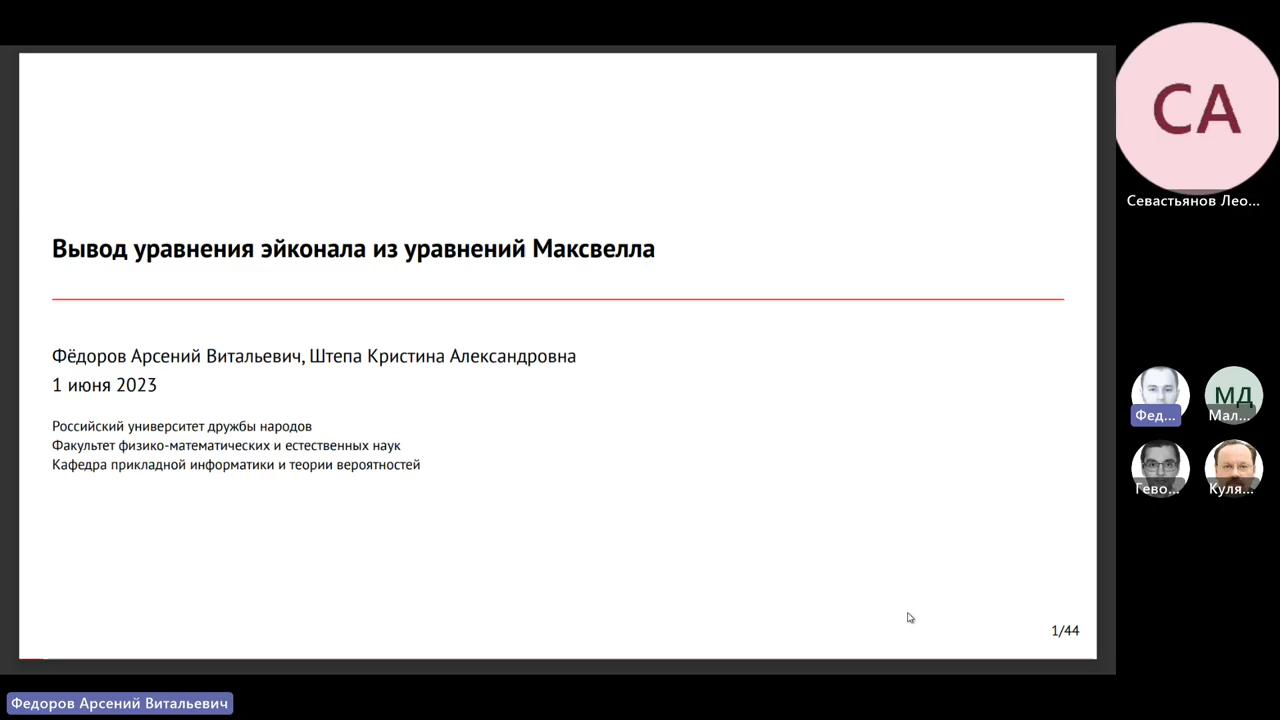 Вывод уравнения эйконала из уравнений Максвелла
Фёдоров Арсений Витальевич, Штепа Кристина Александровна
1 июня 2023
Российский университет дружбы народов
Факультет физико-математических и естественных наук
Кафедра прикладной информатики и теории вероятностей
1/44
СА
Севастьянов Лео...
Фед...
МД
Мал...
Гево...
Куля...
Федоров Арсений Витальевич